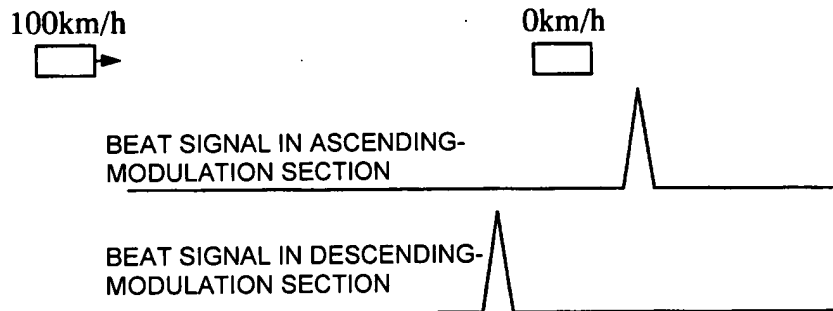 100km/h 0km/h
BEAT SIGNAL IN ASCENDING-
MODULATION SECTION
BEAT SIGNAL IN DESCENDING-
MODULATION SECTION